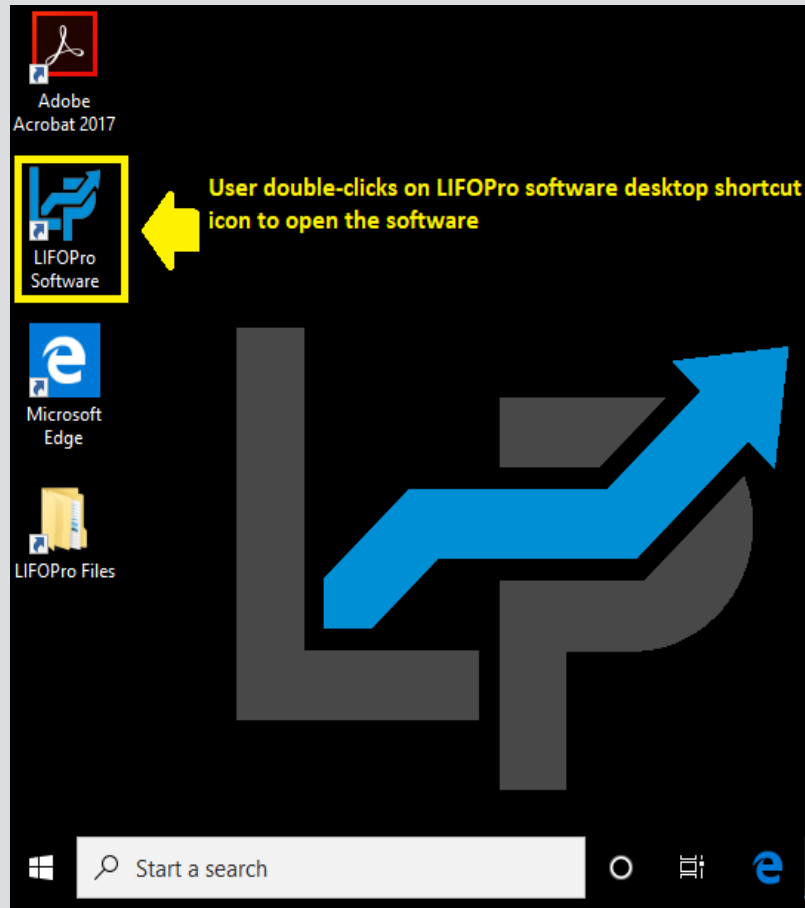 Adobe
Acrobat 2017
User double-clicks on LIFOPro software desktop shortcut
icon to open the software
LIFOPro
Software
Microsoft
Edge
LIFOPro Files
LP
Start a search